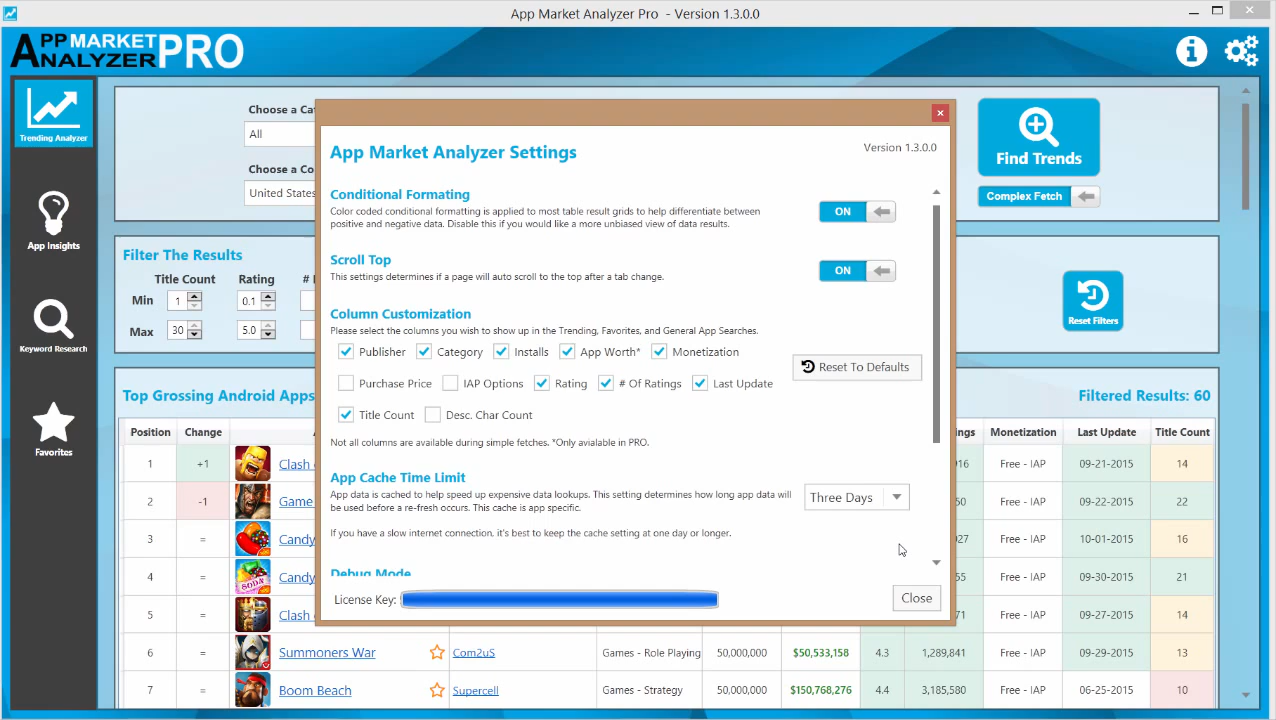 App Market Analyzer Pro - Version 1.3.0.0
APP MARKET ANALYZER PRO
Trending Analyzer
App Insights
Keyword Research
Favorites
Choose a Cat
All
Choose a Co
United States
Find Trends
Complex Fetch
Filter The Results
Title Count Rating #
Min 1 0.1
Max 30 5.0
Reset Filters
App Market Analyzer Settings
Version 1.3.0.0
Conditional Formating
Color coded conditional formatting is applied to most table result grids to help differentiate between
positive and negative data. Disable this if you would like a more unbiased view of data results.
ON
Scroll Top
This settings determines if a page will auto scroll to the top after a tab change.
ON
Column Customization
Please select the columns you wish to show up in the Trending, Favorites, and General App Searches.
Publisher Category Installs App Worth* Monetization
Purchase Price IAP Options Rating # Of Ratings Last Update
Title Count Desc. Char Count
Reset To Defaults
Not all columns are available during simple fetches. *Only available in PRO.
App Cache Time Limit
App data is cached to help speed up expensive data lookups. This setting determines how long app data will
be used before a re-fresh occurs. This cache is app specific.
Three Days
If you have a slow internet connection, it's best to keep the cache setting at one day or longer.
Debug Mode
License Key:
Close
Top Grossing Android Apps
Filtered Results: 60
Position Change ings Monetization Last Update Title Count
1 +1 Clash 916 Free - IAP 09-21-2015 14
2 -1 Game 50 Free - IAP 09-22-2015 22
3 = Candy 927 Free - IAP 10-01-2015 16
4 = Candy 55 Free - IAP 09-30-2015 21
5 = Clash 71 Free - IAP 09-27-2015 14
6 = Summoners War Com2uS Games - Role Playing 50,000,000 $50,533,158 4.3 1,289,841 Free - IAP 09-29-2015 13
7 = Boom Beach Supercell Games - Strategy 50,000,000 $150,768,276 4.4 3,185,580 Free - IAP 06-25-2015 10